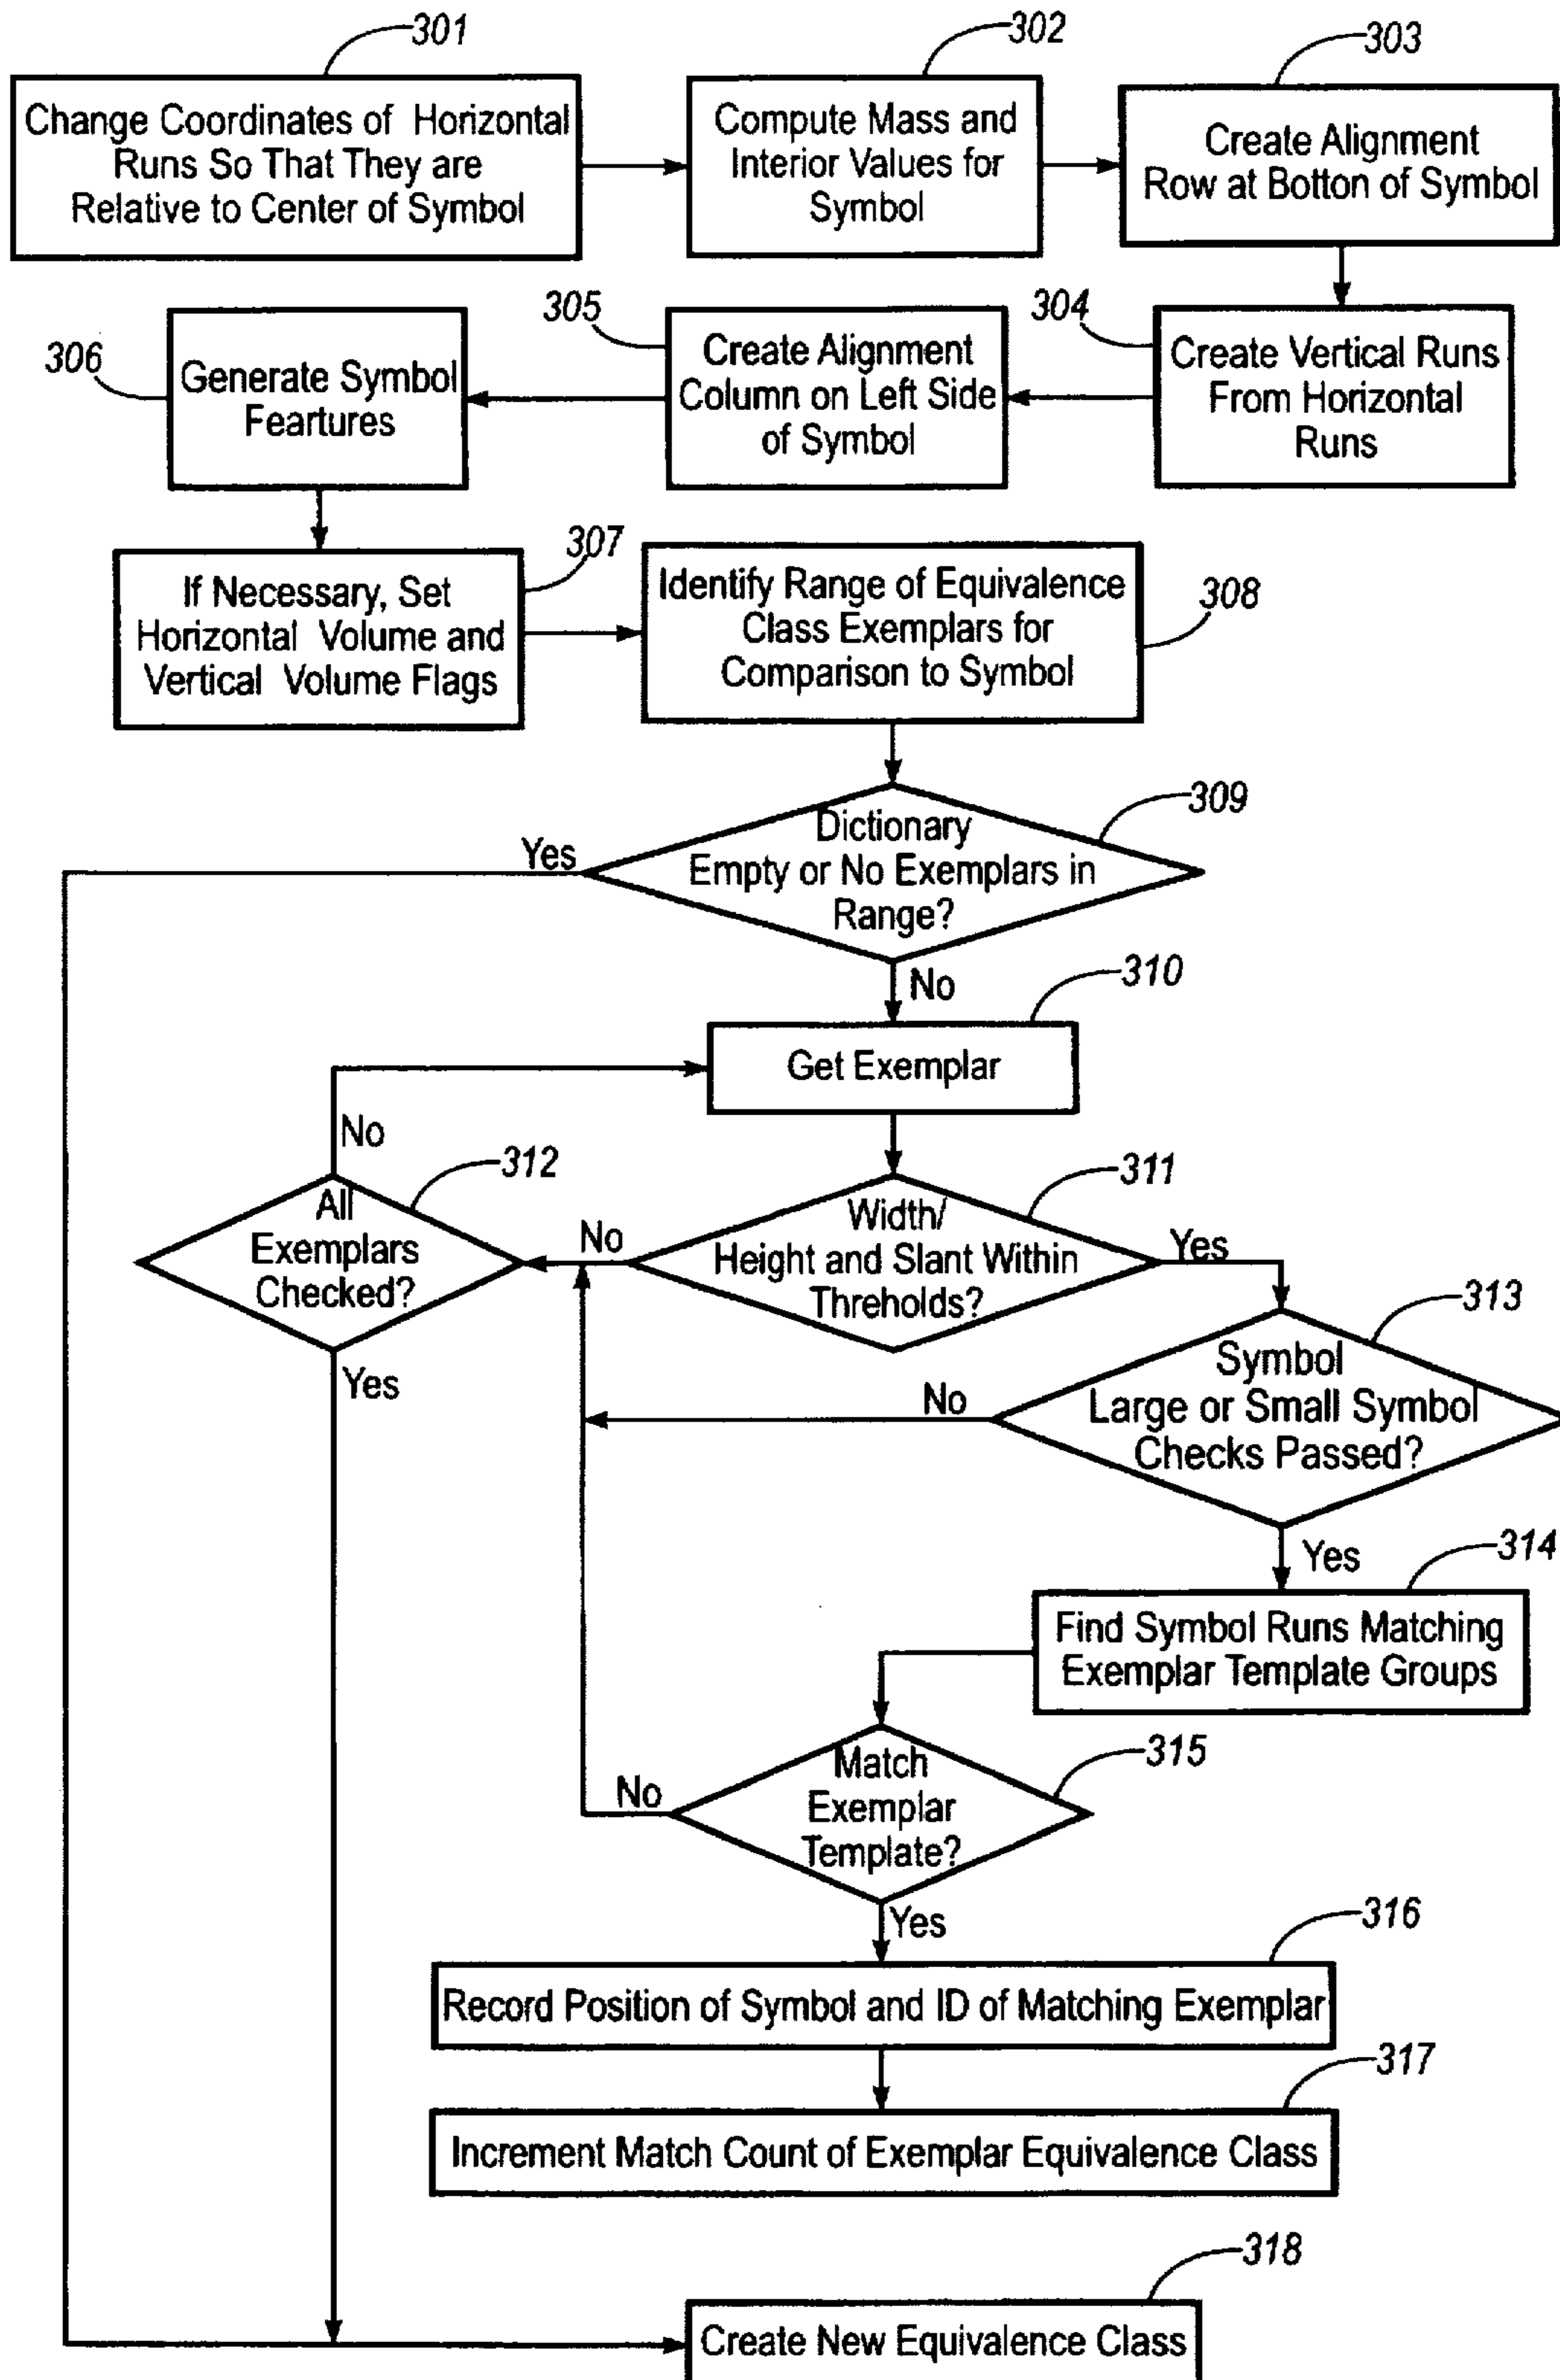 301
Change Coordinates of Horizontal
Runs So That They are
Relative to Center of Symbol
302
Compute Mass and
Interior Values for
Symbol
303
Create Alignment
Row at Botton of Symbol
304
Create Vertical Runs
From Horizontal
Runs
305
Create Alignment
Column on Left Side
of Symbol
306
Generate Symbol
Feartures
307
If Necessary, Set
Horizontal Volume and
Vertical Volume Flags
308
Identify Range of Equivalence
Class Exemplars for
Comparison to Symbol
309
Dictionary
Empty or No Exemplars in
Range?
Yes
No
310
Get Exemplar
311
Width/
Height and Slant Within
Threholds?
No
Yes
312
All
Exemplars
Checked?
No
Yes
313
Symbol
Large or Small Symbol
Checks Passed?
No
Yes
314
Find Symbol Runs Matching
Exemplar Template Groups
315
Match
Exemplar
Template?
No
Yes
316
Record Position of Symbol and ID of Matching Exemplar
317
Increment Match Count of Exemplar Equivalence Class
318
Create New Equivalence Class